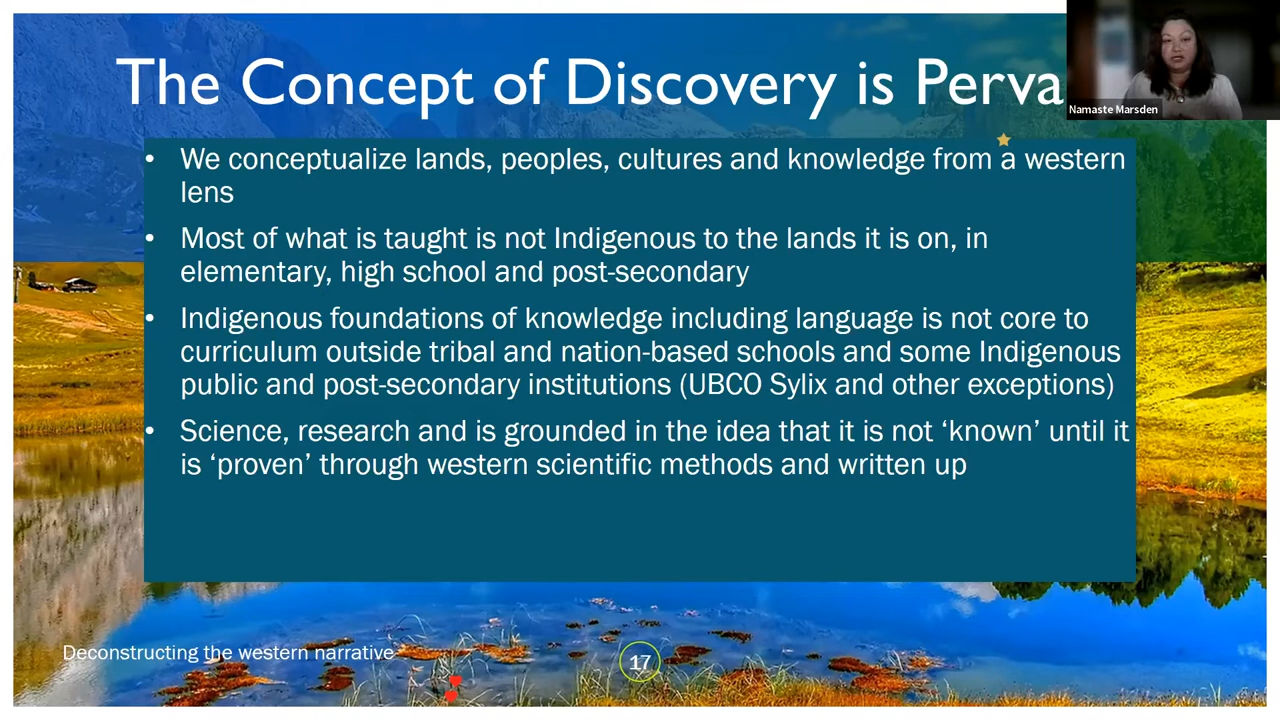 The Concept of Discovery is Perva
Namaste Marsden
• We conceptualize lands, peoples, cultures and knowledge from a western
lens
• Most of what is taught is not Indigenous to the lands it is on, in
elementary, high school and post-secondary
• Indigenous foundations of knowledge including language is not core to
curriculum outside tribal and nation-based schools and some Indigenous
public and post-secondary institutions (UBCO Sylix and other exceptions)
• Science, research and is grounded in the idea that it is not ‘known’ until it
is ‘proven’ through western scientific methods and written up
Deconstructing the western narrative
17